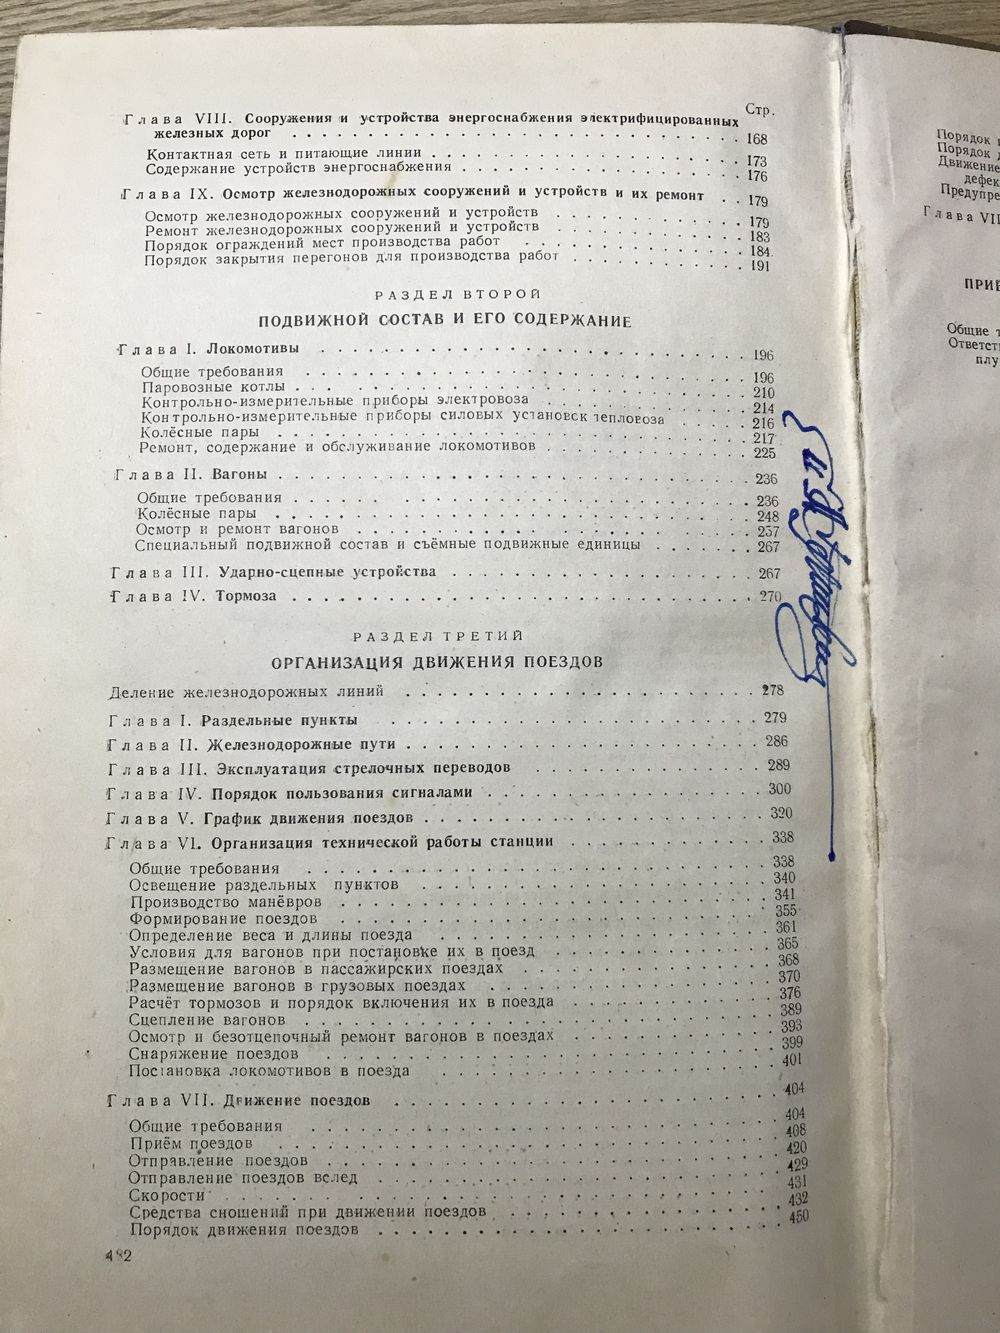 Стр.
Глава VIII. Сооружения и устройства энергоснабжения электрифицированных
железных дорог . . . 168
Контактная сеть и питающие линии . . . 173
Содержание устройств энергоснабжения . . . 176
Глава IX. Осмотр железнодорожных сооружений и устройств и их ремонт . . 179
Осмотр железнодорожных сооружений и устройств . . . 179
Ремонт железнодорожных сооружений и устройств . . . 183
Порядок ограждений мест производства работ . . . 184
Порядок закрытия перегонов для производства работ . . . 191
РАЗДЕЛ ВТОРОЙ
ПОДВИЖНОЙ СОСТАВ И ЕГО СОДЕРЖАНИЕ
Глава I. Локомотивы . . . 196
Общие требования . . . 196
Паровозные котлы . . . 210
Контрольно-измерительные приборы электровоза . . . 214
Контрольно-измерительные приборы силовых установок тепловоза . . . 216
Колёсные пары . . . 217
Ремонт, содержание и обслуживание локомотивов . . . 225
Глава II. Вагоны . . . 236
Общие требования . . . 236
Колёсные пары . . . 248
Осмотр и ремонт вагонов . . . 257
Специальный подвижной состав и съёмные подвижные единицы . . . 267
Глава III. Ударно-сцепные устройства . . . 267
Глава IV. Тормоза . . . 270
РАЗДЕЛ ТРЕТИЙ
ОРГАНИЗАЦИЯ ДВИЖЕНИЯ ПОЕЗДОВ
Деление железнодорожных линий . . . 278
Глава I. Раздельные пункты . . . 279
Глава II. Железнодорожные пути . . . 286
Глава III. Эксплуатация стрелочных переводов . . . 289
Глава IV. Порядок пользования сигналами . . . 300
Глава V. График движения поездов . . . 320
Глава VI. Организация технической работы станции . . . 338
Общие требования . . . 338
Освещение раздельных пунктов . . . 340
Производство манёвров . . . 341
Формирование поездов . . . 355
Определение веса и длины поезда . . . 361
Условия для вагонов при постановке их в поезд . . . 365
Размещение вагонов в пассажирских поездах . . . 368
Размещение вагонов в грузовых поездах . . . 370
Расчёт тормозов и порядок включения их в поезда . . . 376
Сцепление вагонов . . . 389
Осмотр и безотцепочный ремонт вагонов в поездах . . . 393
Снаряжение поездов . . . 399
Постановка локомотивов в поезда . . . 401
Глава VII. Движение поездов . . . 404
Общие требования . . . 404
Приём поездов . . . 408
Отправление поездов . . . 420
Отправление поездов вслед . . . 429
Скорости . . . 431
Средства сношений при движении поездов . . . 432
Порядок движения поездов . . . 450
482
Порядок
Порядок
Движение
дефек
Предупре
Глава VII
ПРИЁ
Общие т
Ответст
плу